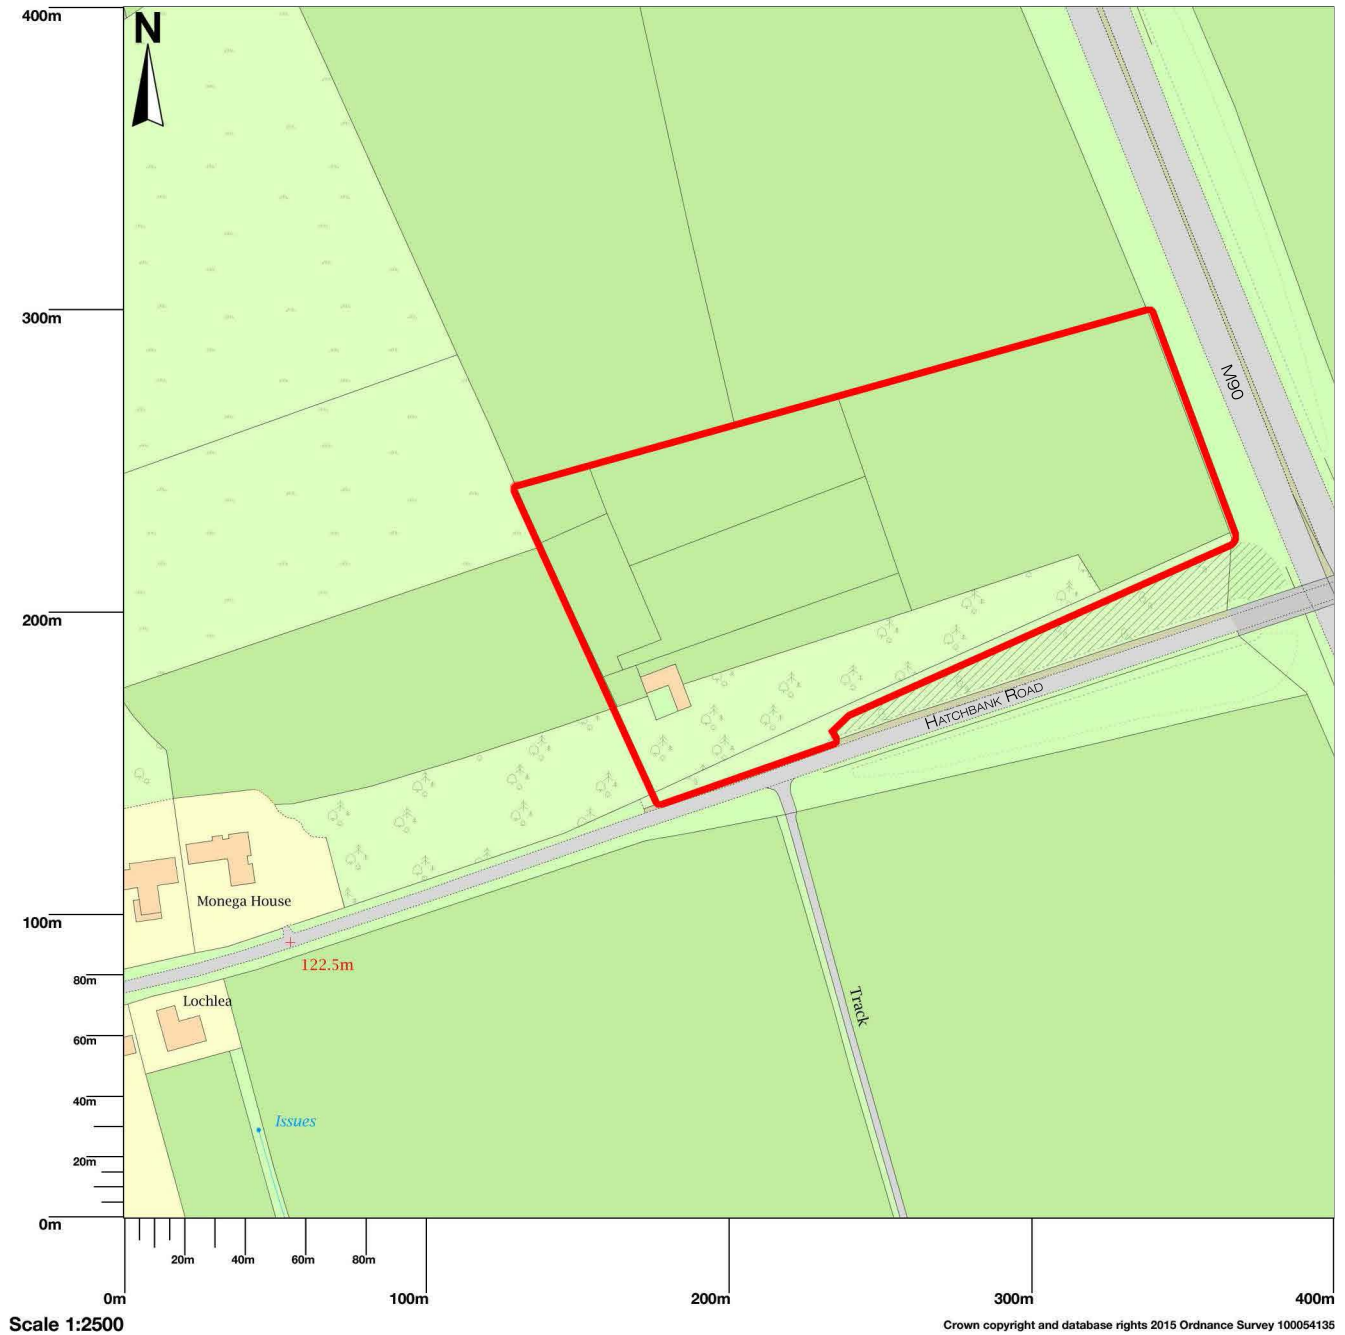 400m
N
300m
M90
200m
HATCHBANK ROAD
100m
Monega House
122.5m
80m
Lochlea
Track
60m
40m
Issues
20m
0m
20m 40m 60m 80m
0m 100m 200m 300m 400m
Scale 1:2500
Crown copyright and database rights 2015 Ordnance Survey 100054135